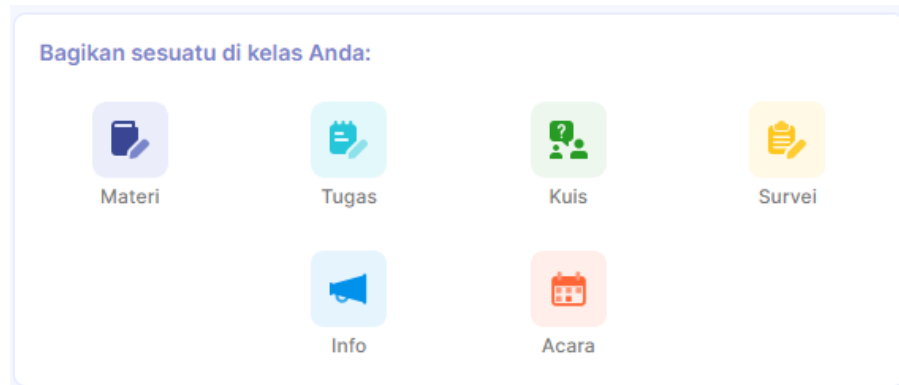 Bagikan sesuatu di kelas Anda:
Materi
Tugas
Kuis
Survei
Info
Acara